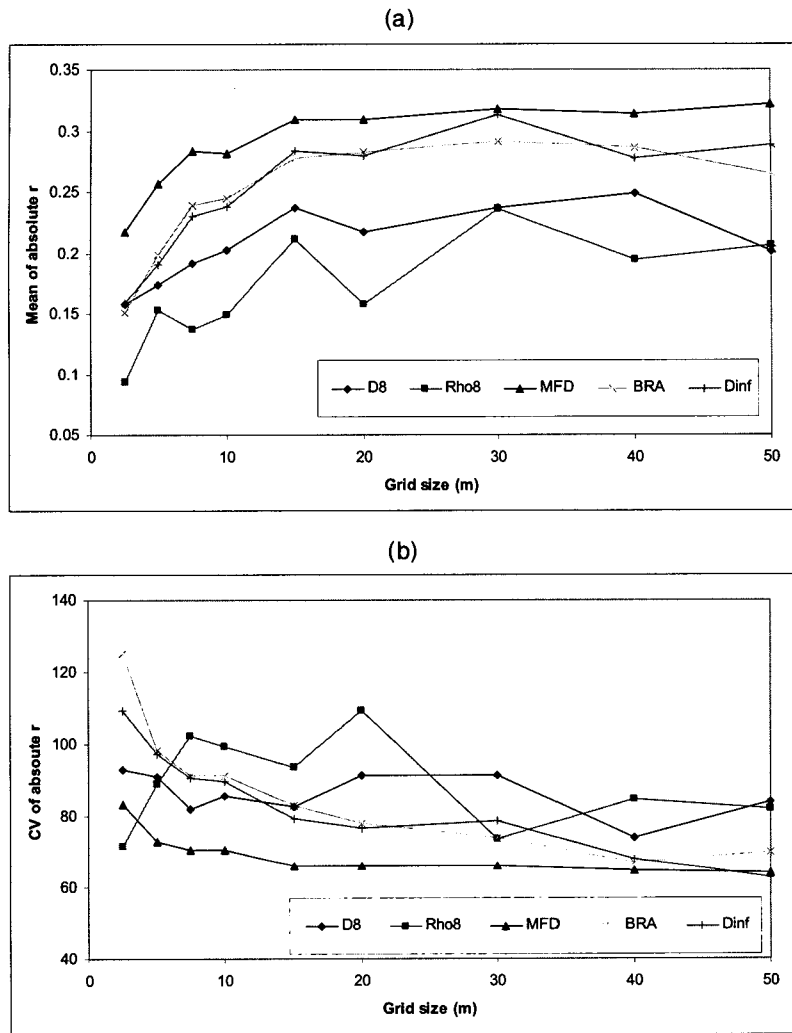 (a)
Mean of absolute r
0.35
0.3
0.25
0.2
0.15
0.1
0.05
0 10 20 30 40 50
Grid size (m)
D8 Rho8 MFD BRA Dinf
(b)
CV of absoute r
140
120
100
80
60
40
0 10 20 30 40 50
Grid size (m)
D8 Rho8 MFD BRA Dinf